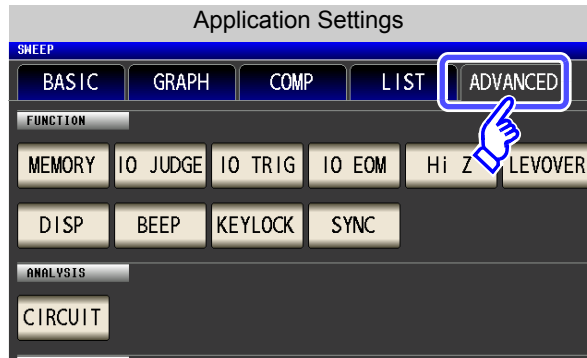 Application Settings
SWEEP
BASIC GRAPH COMP LIST ADVANCED
FUNCTION
MEMORY IO JUDGE IO TRIG IO EOM Hi Z LEVOVER
DISP BEEP KEYLOCK SYNC
ANALYSIS
CIRCUIT